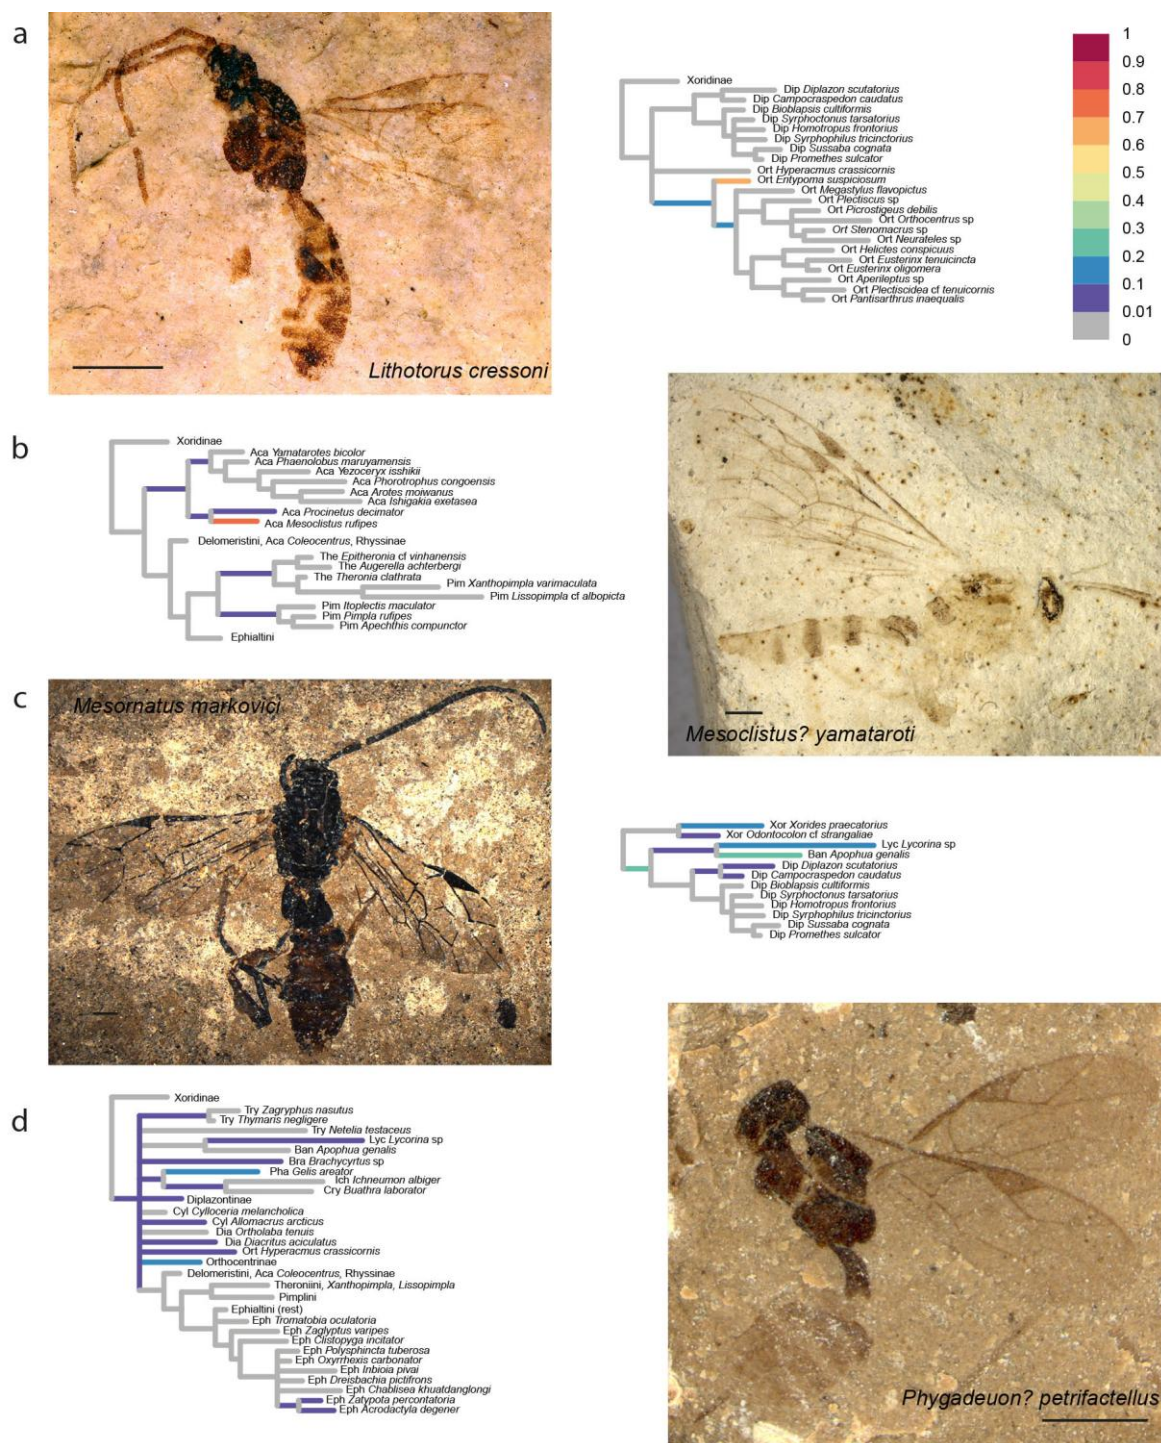 a
Lithotorus cressoni
Xoridinae
Dip Diplazon scutatorius
Dip Campocraspedon caudatus
Dip Bioblapsis cultiformis
Dip Syrphoctonus tarsatorius
Dip Homotropus frontorius
Dip Syrphophilus tricinctorius
Dip Sussaba cognata
Dip Promethes sulcator
Ort Hyperacmus crassicornis
Ort Entypoma suspiciosum
Ort Megastylus flavopictus
Ort Plectiscus sp
Ort Picrostigeus debilis
Ort Orthocentrus sp
Ort Stenomacrus sp
Ort Neurateles sp
Ort Helictes conspicuus
Ort Eusterinx tenuicincta
Ort Eusterinx oligomera
Ort Aperileptus sp
Ort Plectiscidea cf tenuicornis
Ort Pantisarthrus inaequalis
1
0.9
0.8
0.7
0.6
0.5
0.4
0.3
0.2
0.1
0.01
0
b
Xoridinae
Aca Yamatarotes bicolor
Aca Phaenolobus maruyamensis
Aca Yezoceryx isshikii
Aca Phorotrophus congoensis
Aca Arotes moiwanus
Aca Ishigakia exetasea
Aca Procinetus decimator
Aca Mesoclistus rufipes
Delomeristini, Aca Coleocentrus, Rhyssinae
The Epitheronia cf vinhanensis
The Augerella achterbergi
The Theronia clathrata
Pim Xanthopimpla varimaculata
Pim Lissopimpla cf albopicta
Pim Itoplectis maculator
Pim Pimpla rufipes
Pim Apechthis compunctor
Ephialtini
Mesoclistus? yamataroti
c
Mesornatus markovici
Xor Xorides praecatorius
Xor Odontocolon cf strangaliae
Lyc Lycorina sp
Ban Apophua genalis
Dip Diplazon scutatorius
Dip Campocraspedon caudatus
Dip Bioblapsis cultiformis
Dip Syrphoctonus tarsatorius
Dip Homotropus frontorius
Dip Syrphophilus tricinctorius
Dip Sussaba cognata
Dip Promethes sulcator
d
Xoridinae
Try Zagryphus nasutus
Try Thymaris negligere
Try Netelia testaceus
Lyc Lycorina sp
Ban Apophua genalis
Bra Brachycyrtus sp
Pha Gelis areator
Ich Ichneumon albiger
Cry Buathra laborator
Diplazontinae
Cyl Cylloceria melancholica
Cyl Allomacrus arcticus
Dia Ortholaba tenuis
Dia Diacritus aciculatus
Ort Hyperacmus crassicornis
Orthocentrinae
Delomeristini, Aca Coleocentrus, Rhyssinae
Theroniini, Xanthopimpla, Lissopimpla
Pimplini
Ephialtini (rest)
Eph Tromatobia oculatoria
Eph Zaglyptus varipes
Eph Clistopyga incitator
Eph Polysphincta tuberosa
Eph Oxyrrhexis carbonator
Eph Inbioia pivai
Eph Dreisbachia pictifrons
Eph Chablisea khuatdanglongi
Eph Zatypota percontatoria
Eph Acrodactyla degener
Phygadeuon? petrifactellus